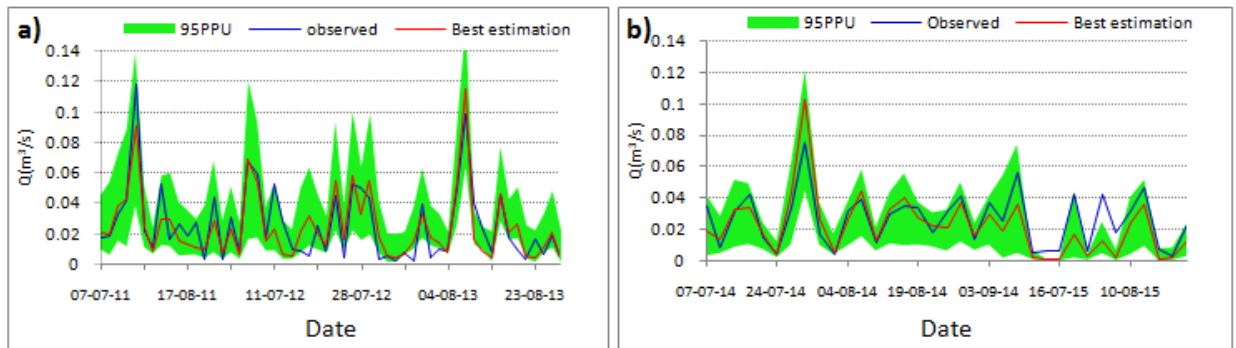 a) 95PPU observed Best estimation
0.14
0.12
0.1
0.08
0.06
0.04
0.02
0
Q(m³/s)
07-07-11 17-08-11 11-07-12 28-07-12 04-08-13 23-08-13
Date
b) 95PPU Observed Best estimation
0.14
0.12
0.1
0.08
0.06
0.04
0.02
0
Q(m³/s)
07-07-14 24-07-14 04-08-14 19-08-14 03-09-14 16-07-15 10-08-15
Date